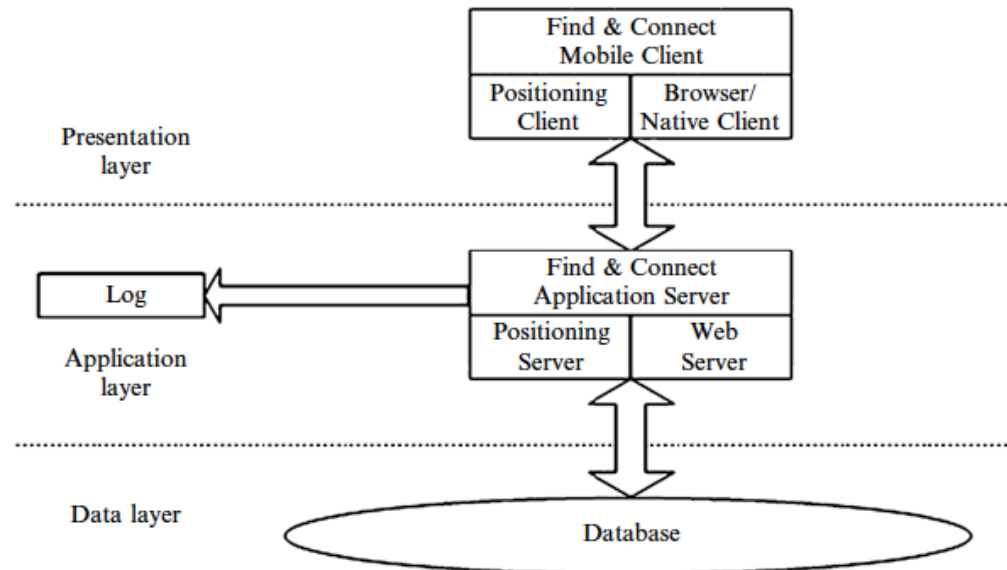 Find & Connect
Mobile Client
Positioning
Client
Browser/
Native Client
Presentation
layer
Find & Connect
Application Server
Log
Positioning
Server
Web
Server
Application
layer
Data layer
Database